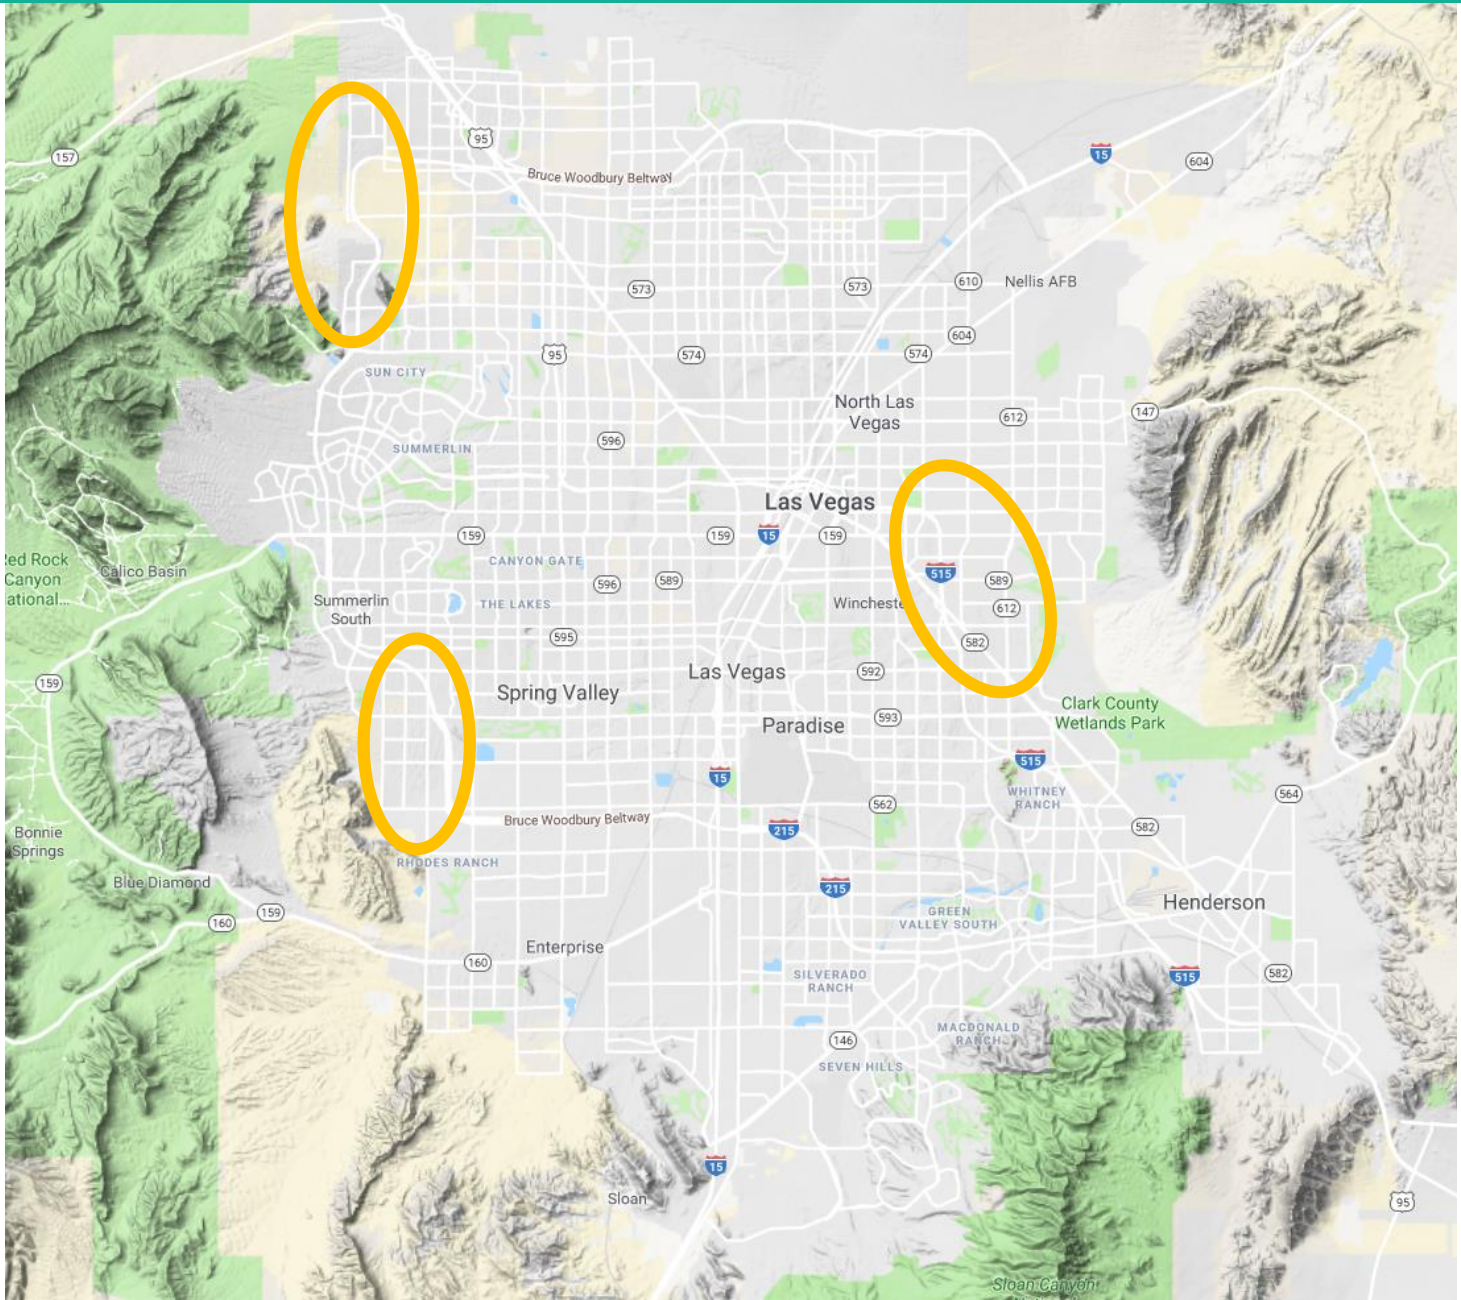 95
157
Bruce Woodbury Beltway
15
604
573
573
610
Nellis AFB
604
95
574
574
SUN CITY
North Las
Vegas
612
147
596
SUMMERLIN
Las Vegas
159
159
15
159
CANYON GATE
ed Rock
Canyon
ational...
Calico Basin
596
589
515
589
Summerlin
South
THE LAKES
Wincheste
612
595
582
159
Las Vegas
592
Spring Valley
Paradise
593
Clark County
Wetlands Park
15
515
WHITNEY
RANCH
564
562
Bruce Woodbury Beltway
215
582
Bonnie
Springs
RHODES RANCH
Blue Diamond
215
159
160
GREEN
VALLEY SOUTH
Henderson
Enterprise
160
SILVERADO
RANCH
515
582
146
MACDONALD
RANCH
SEVEN HILLS
15
Sloan
95
Sloan Canyon